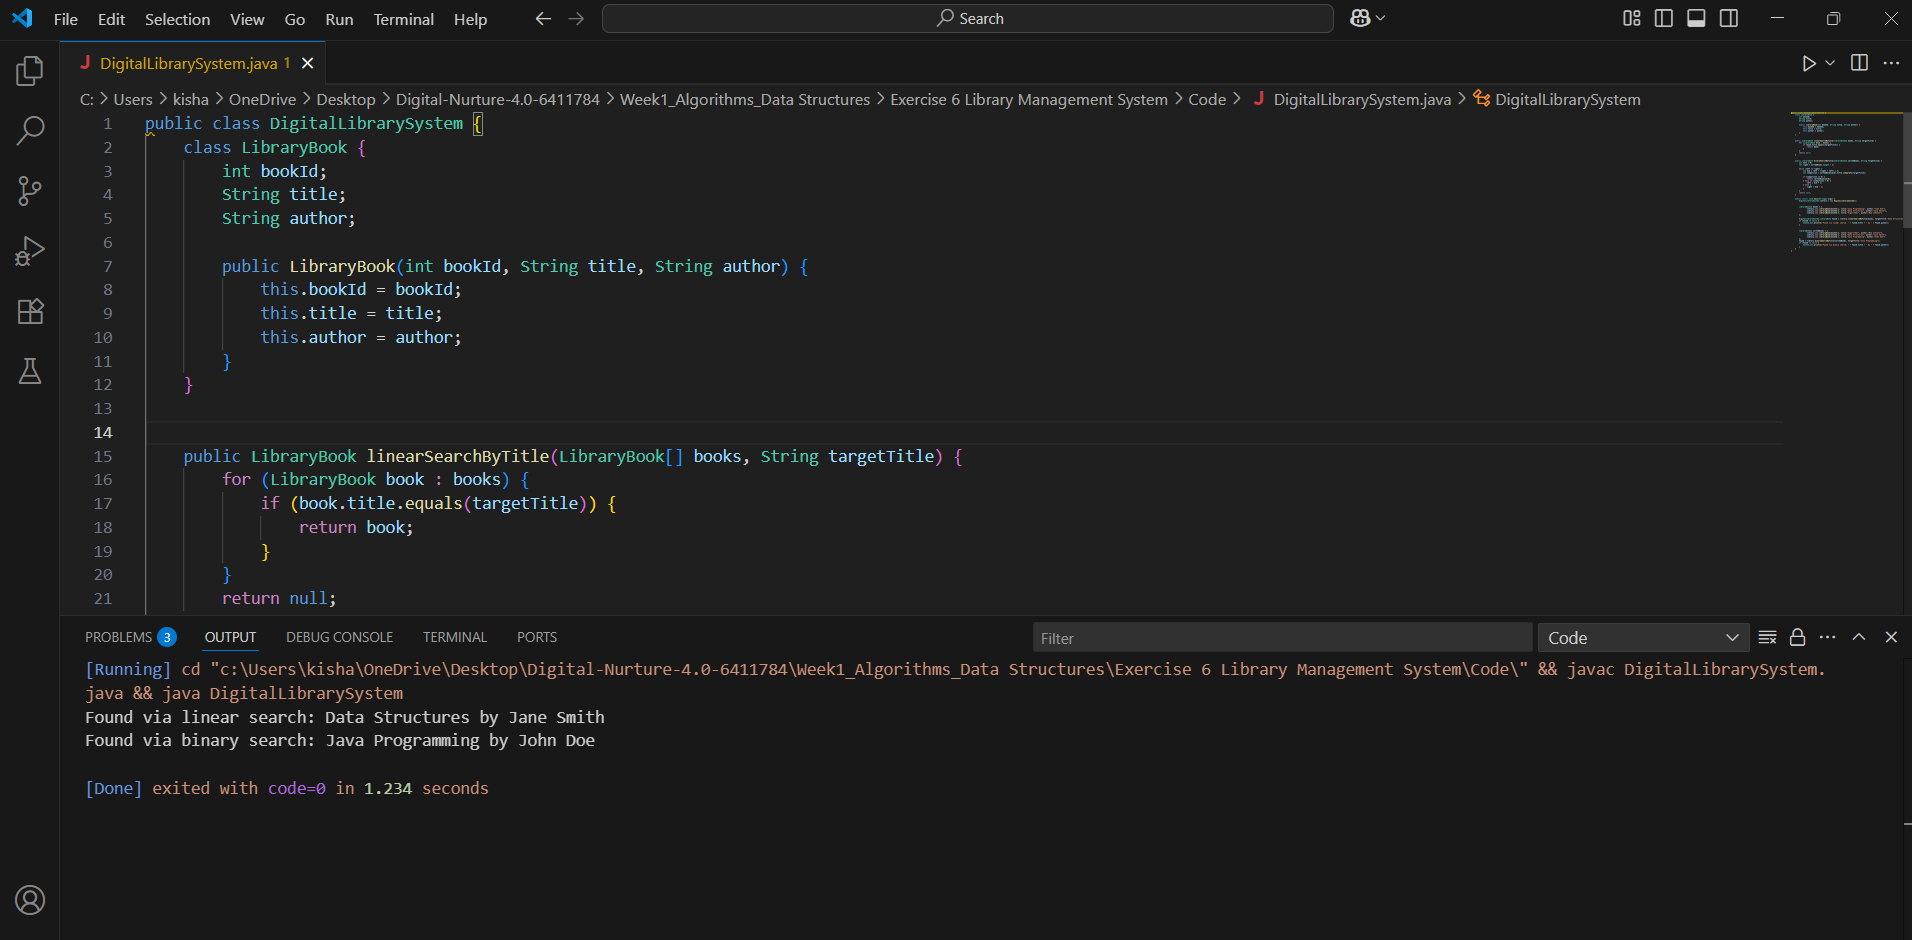 File Edit Selection View Go Run Terminal Help Search
J DigitalLibrarySystem.java 1
C: > Users > kisha > OneDrive > Desktop > Digital-Nurture-4.0-6411784 > Week1_Algorithms_Data Structures > Exercise 6 Library Management System > Code > J DigitalLibrarySystem.java > DigitalLibrarySystem
1 public class DigitalLibrarySystem {
2 class LibraryBook {
3 int bookId;
4 String title;
5 String author;
6
7 public LibraryBook(int bookId, String title, String author) {
8 this.bookId = bookId;
9 this.title = title;
10 this.author = author;
11 }
12 }
13
14
15 public LibraryBook linearSearchByTitle(LibraryBook[] books, String targetTitle) {
16 for (LibraryBook book : books) {
17 if (book.title.equals(targetTitle)) {
18 return book;
19 }
20 }
21 return null;
PROBLEMS 3 OUTPUT DEBUG CONSOLE TERMINAL PORTS Filter Code
[Running] cd "c:\Users\kisha\OneDrive\Desktop\Digital-Nurture-4.0-6411784\Week1_Algorithms_Data Structures\Exercise 6 Library Management System\Code\" && javac DigitalLibrarySystem.
java && java DigitalLibrarySystem
Found via linear search: Data Structures by Jane Smith
Found via binary search: Java Programming by John Doe
[Done] exited with code=0 in 1.234 seconds